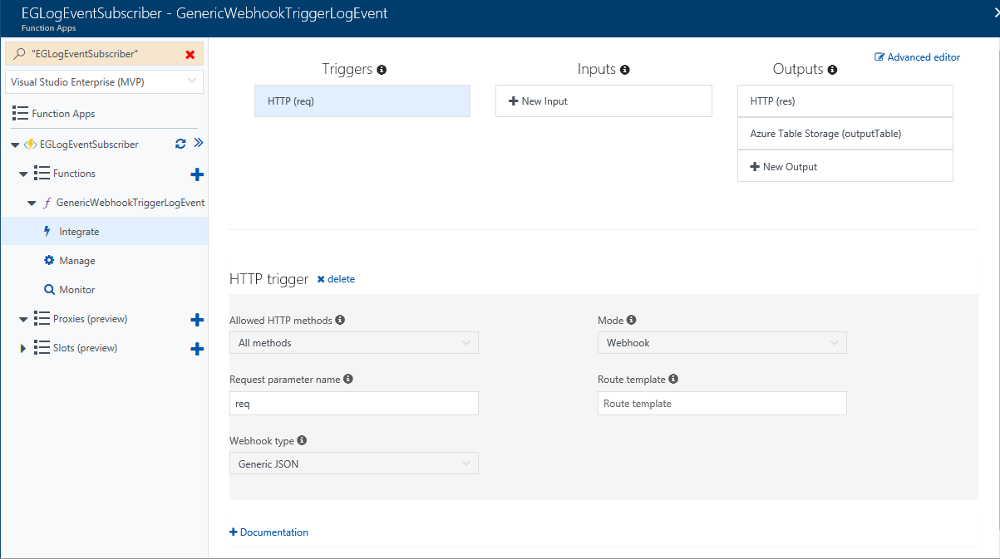 EGLogEventSubscriber - GenericWebhookTriggerLogEvent
Function Apps
"EGLogEventSubscriber"
Visual Studio Enterprise (MVP)
Function Apps
EGLogEventSubscriber
Functions
GenericWebhookTriggerLogEvent
Integrate
Manage
Monitor
Proxies (preview)
Slots (preview)
Advanced editor
Triggers
HTTP (req)
Inputs
New Input
Outputs
HTTP (res)
Azure Table Storage (outputTable)
New Output
HTTP trigger delete
Allowed HTTP methods
All methods
Mode
Webhook
Request parameter name
req
Route template
Route template
Webhook type
Generic JSON
Documentation